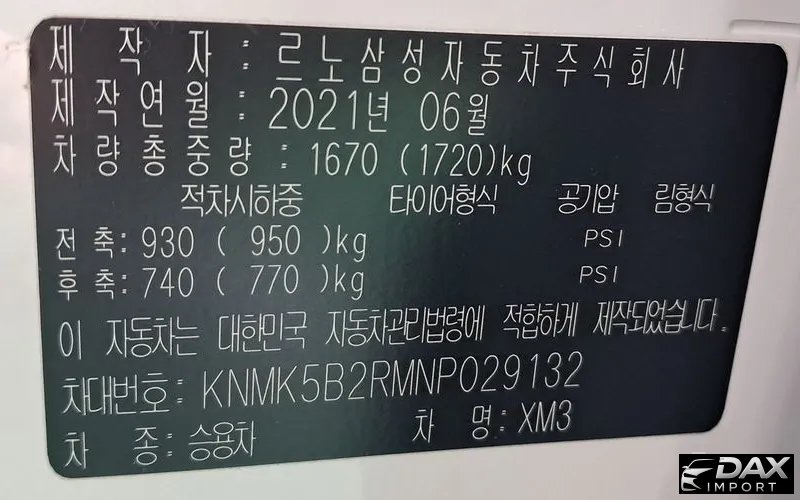 제 작 자 : 르노삼성자동차주식회사
제작연월 : 2021년 06월
차량총중량 : 1670 (1720)kg
적차시하중 타이어형식 공기압 림형식
전축: 930 ( 950 )kg PSI
후축: 740 ( 770 )kg PSI
이 자동차는 대한민국 자동차관리법령에 적합하게 제작되었습니다.
차대번호: KNMK5B2RMNP029132
차 종: 승용차 차 명: XM3
DAX
IMPORT